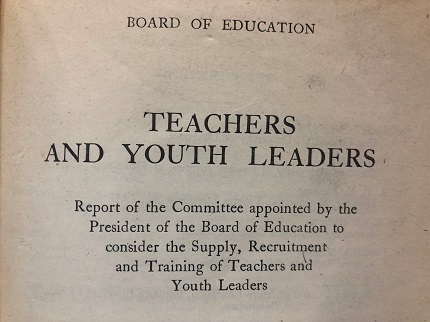 BOARD OF EDUCATION
TEACHERS
AND YOUTH LEADERS
Report of the Committee appointed by the
President of the Board of Education to
consider the Supply, Recruitment
and Training of Teachers and
Youth Leaders